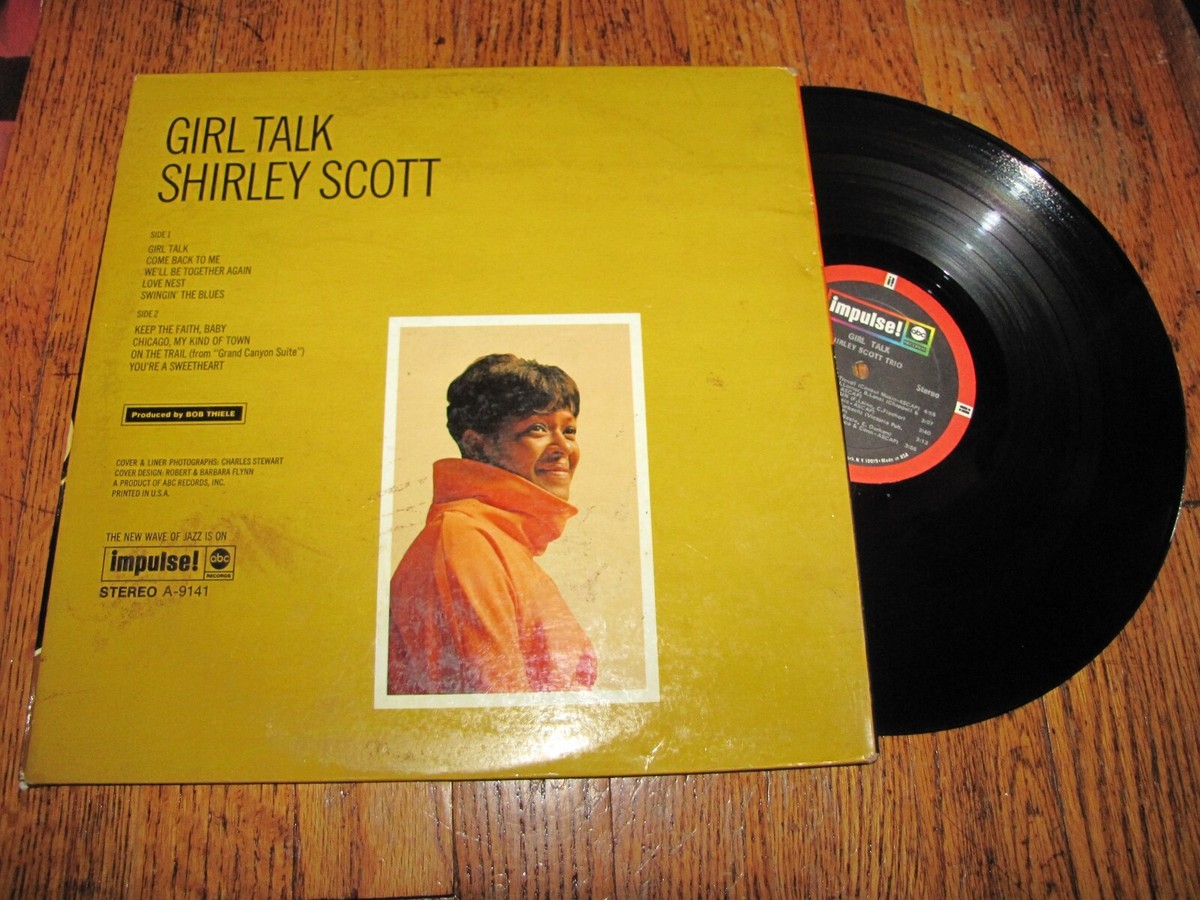 GIRL TALK
SHIRLEY SCOTT
SIDE 1
GIRL TALK
COME BACK TO ME
WE'LL BE TOGETHER AGAIN
LOVE NEST
SWINGIN' THE BLUES
SIDE 2
KEEP THE FAITH, BABY
CHICAGO, MY KIND OF TOWN
ON THE TRAIL (from "Grand Canyon Suite")
YOU'RE A SWEETHEART
Produced by BOB THIELE
COVER & LINER PHOTOGRAPHS: CHARLES STEWART
COVER DESIGN: ROBERT & BARBARA FLYNN
A PRODUCT OF ABC RECORDS, INC.
PRINTED IN U.S.A.
THE NEW WAVE OF JAZZ IS ON
impulse! abc
RECORDS
STEREO A-9141
impulse! abc
GIRL TALK
SCOTT TRIO
Stereo
Made in USA